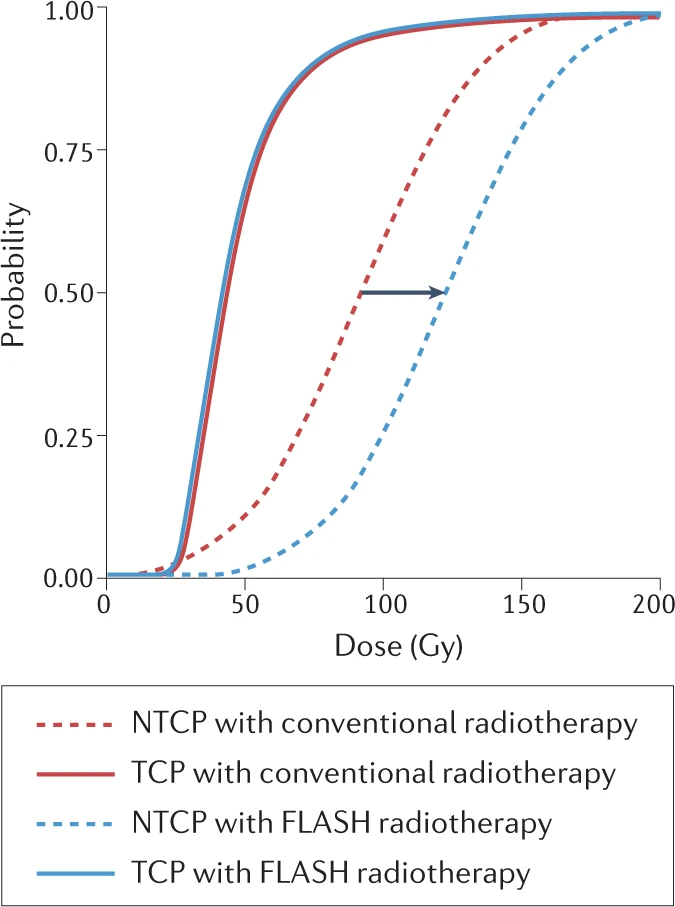 1.00
0.75
0.50
0.25
0.00
Probability
0
50
100
150
200
Dose (Gy)
NTCP with conventional radiotherapy
TCP with conventional radiotherapy
NTCP with FLASH radiotherapy
TCP with FLASH radiotherapy